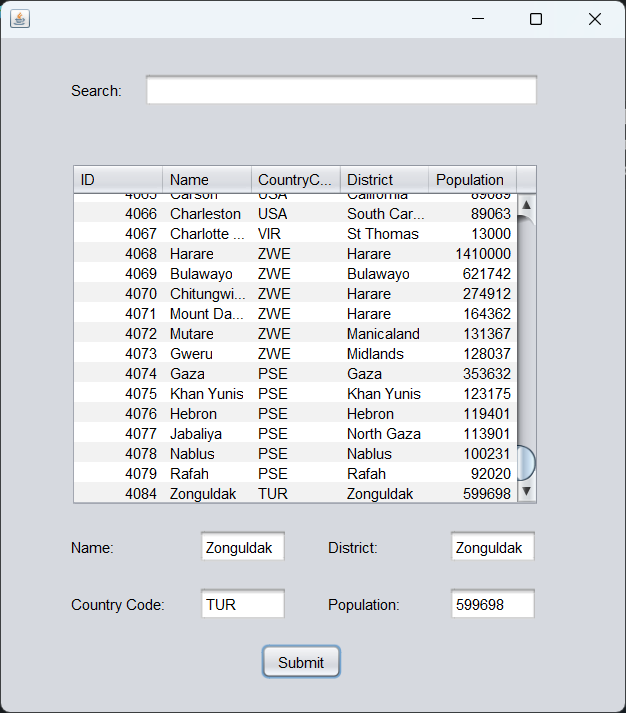 Search:
ID Name CountryC... District Population
4065 Carson USA California 89089
4066 Charleston USA South Car... 89063
4067 Charlotte ... VIR St Thomas 13000
4068 Harare ZWE Harare 1410000
4069 Bulawayo ZWE Bulawayo 621742
4070 Chitungwi... ZWE Harare 274912
4071 Mount Da... ZWE Harare 164362
4072 Mutare ZWE Manicaland 131367
4073 Gweru ZWE Midlands 128037
4074 Gaza PSE Gaza 353632
4075 Khan Yunis PSE Khan Yunis 123175
4076 Hebron PSE Hebron 119401
4077 Jabaliya PSE North Gaza 113901
4078 Nablus PSE Nablus 100231
4079 Rafah PSE Rafah 92020
4084 Zonguldak TUR Zonguldak 599698
Name: Zonguldak District: Zonguldak
Country Code: TUR Population: 599698
Submit